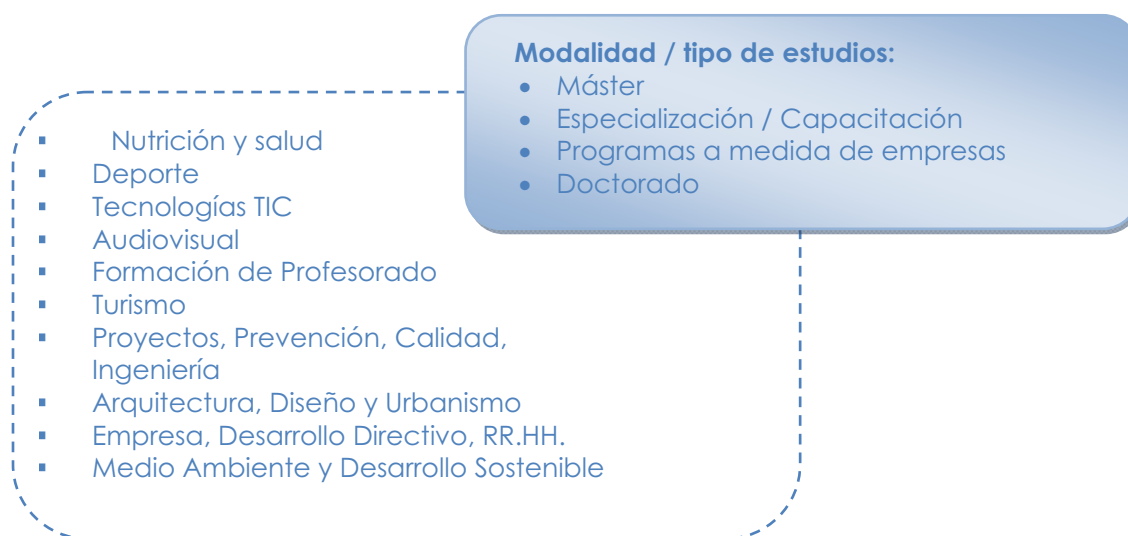 Modalidad / tipo de estudios:
• Máster
• Especialización / Capacitación
• Programas a medida de empresas
• Doctorado
▪ Nutrición y salud
▪ Deporte
▪ Tecnologías TIC
▪ Audiovisual
▪ Formación de Profesorado
▪ Turismo
▪ Proyectos, Prevención, Calidad,
Ingeniería
▪ Arquitectura, Diseño y Urbanismo
▪ Empresa, Desarrollo Directivo, RR.HH.
▪ Medio Ambiente y Desarrollo Sostenible